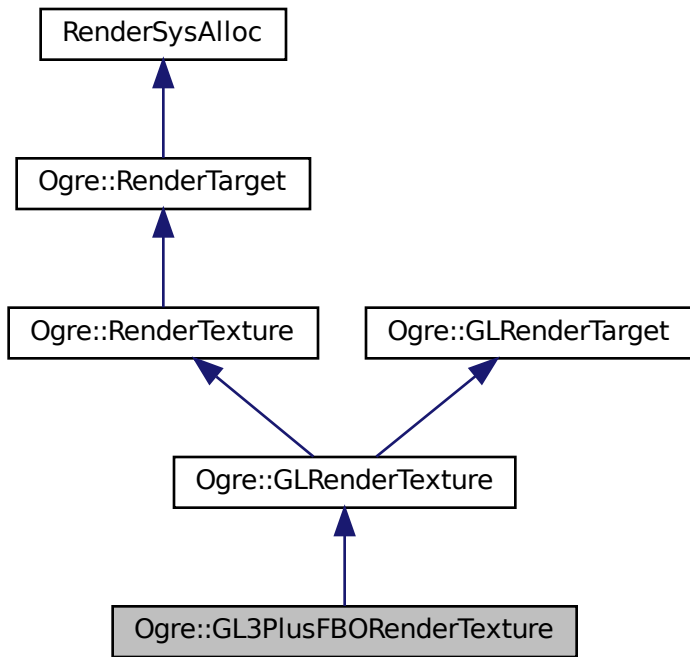 RenderSysAlloc
Ogre::RenderTarget
Ogre::RenderTexture
Ogre::GLRenderTarget
Ogre::GLRenderTexture
Ogre::GL3PlusFBORenderTexture